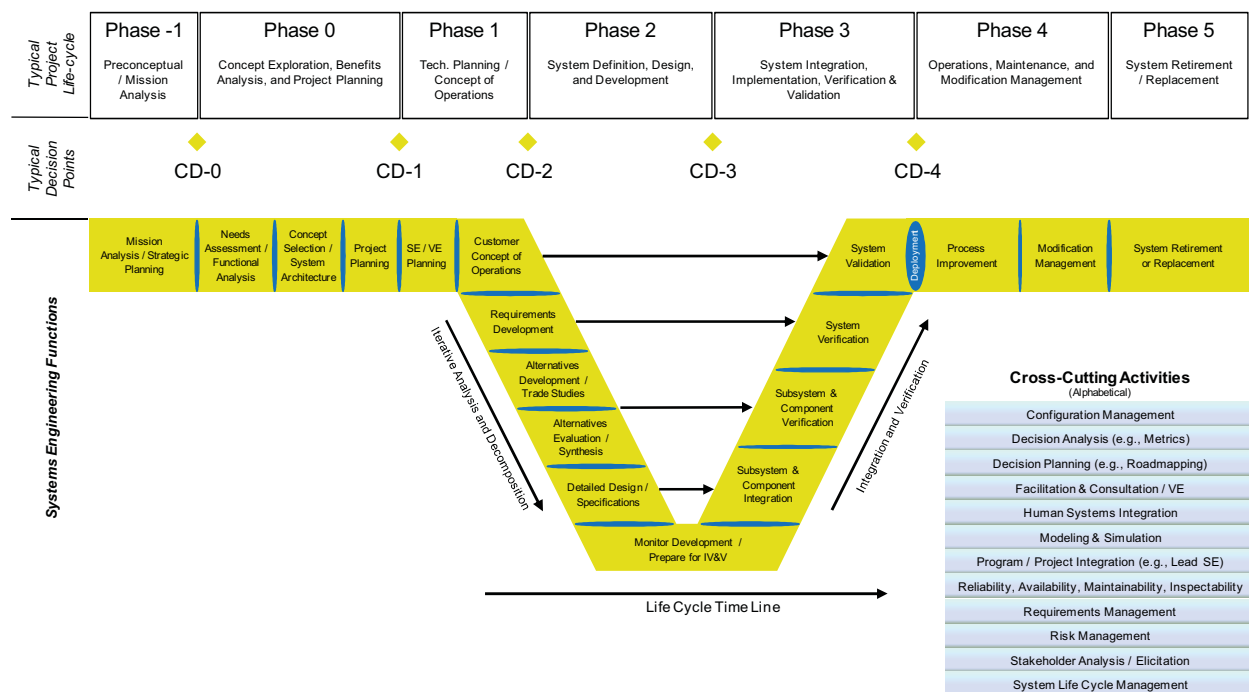 Typical
Project
Life-cycle
Phase -1
Preconceptual
/ Mission
Analysis
Phase 0
Concept Exploration, Benefits
Analysis, and Project Planning
Phase 1
Tech. Planning /
Concept of
Operations
Phase 2
System Definition, Design,
and Development
Phase 3
System Integration,
Implementation, Verification &
Validation
Phase 4
Operations, Maintenance, and
Modification Management
Phase 5
System Retirement
/ Replacement
Typical
Decision
Points
CD-0
CD-1
CD-2
CD-3
CD-4
Systems Engineering Functions
Mission
Analysis / Strategic
Planning
Needs
Assessment /
Functional
Analysis
Concept
Selection /
System
Architecture
Project
Planning
SE / VE
Planning
Customer
Concept of
Operations
System
Validation
Deployment
Process
Improvement
Modification
Management
System Retirement
or Replacement
Requirements
Development
System
Verification
Alternatives
Development /
Trade Studies
Subsystem &
Component
Verification
Alternatives
Evaluation /
Synthesis
Detailed Design /
Specifications
Subsystem &
Component
Integration
Monitor Development /
Prepare for IV&V
Iterative Analysis and Decomposition
Integration and Verification
Life Cycle Time Line
Cross-Cutting Activities
(Alphabetical)
Configuration Management
Decision Analysis (e.g., Metrics)
Decision Planning (e.g., Roadmapping)
Facilitation & Consultation / VE
Human Systems Integration
Modeling & Simulation
Program / Project Integration (e.g., Lead SE)
Reliability, Availability, Maintainability, Inspectability
Requirements Management
Risk Management
Stakeholder Analysis / Elicitation
System Life Cycle Management